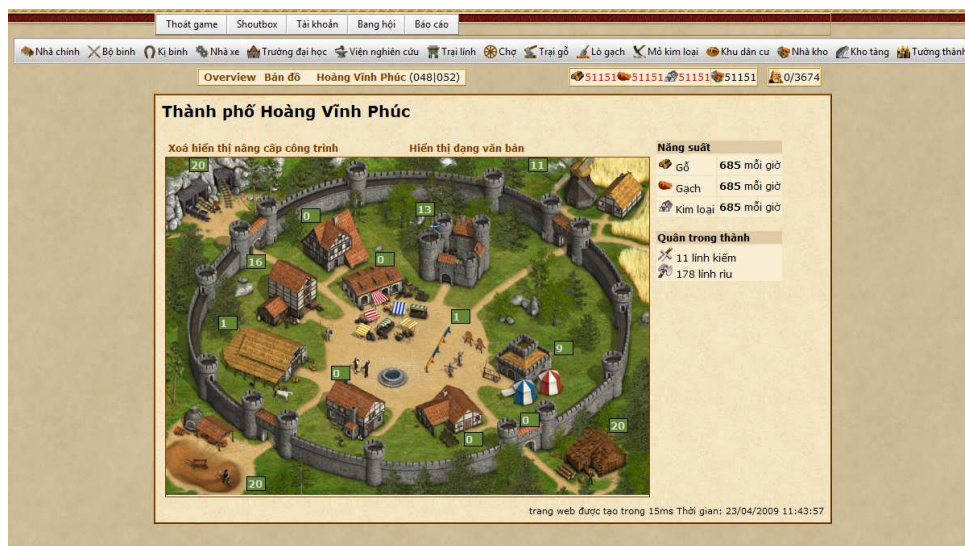 Thoát game Shoutbox Tài khoản Bang hội Báo cáo
Nhà chính Bộ binh Kị binh Nhà xe Trường đại học Viện nghiên cứu Trại lính Chợ Trại gỗ Lò gạch Mỏ kim loại Khu dân cư Nhà kho Kho tàng Tường thành
Overview Bản đồ Hoàng Vĩnh Phúc (048|052) 51151 51151 51151 51151 0/3674
Thành phố Hoàng Vĩnh Phúc
Xoá hiển thị nâng cấp công trình Hiển thị dạng văn bản
Năng suất
Gỗ 685 mỗi giờ
Gạch 685 mỗi giờ
Kim loại 685 mỗi giờ
Quân trong thành
11 lính kiếm
178 lính rìu
20 11
0 13
16 0
1 1
9
0
0 20
0
20
trang web được tạo trong 15ms Thời gian: 23/04/2009 11:43:57